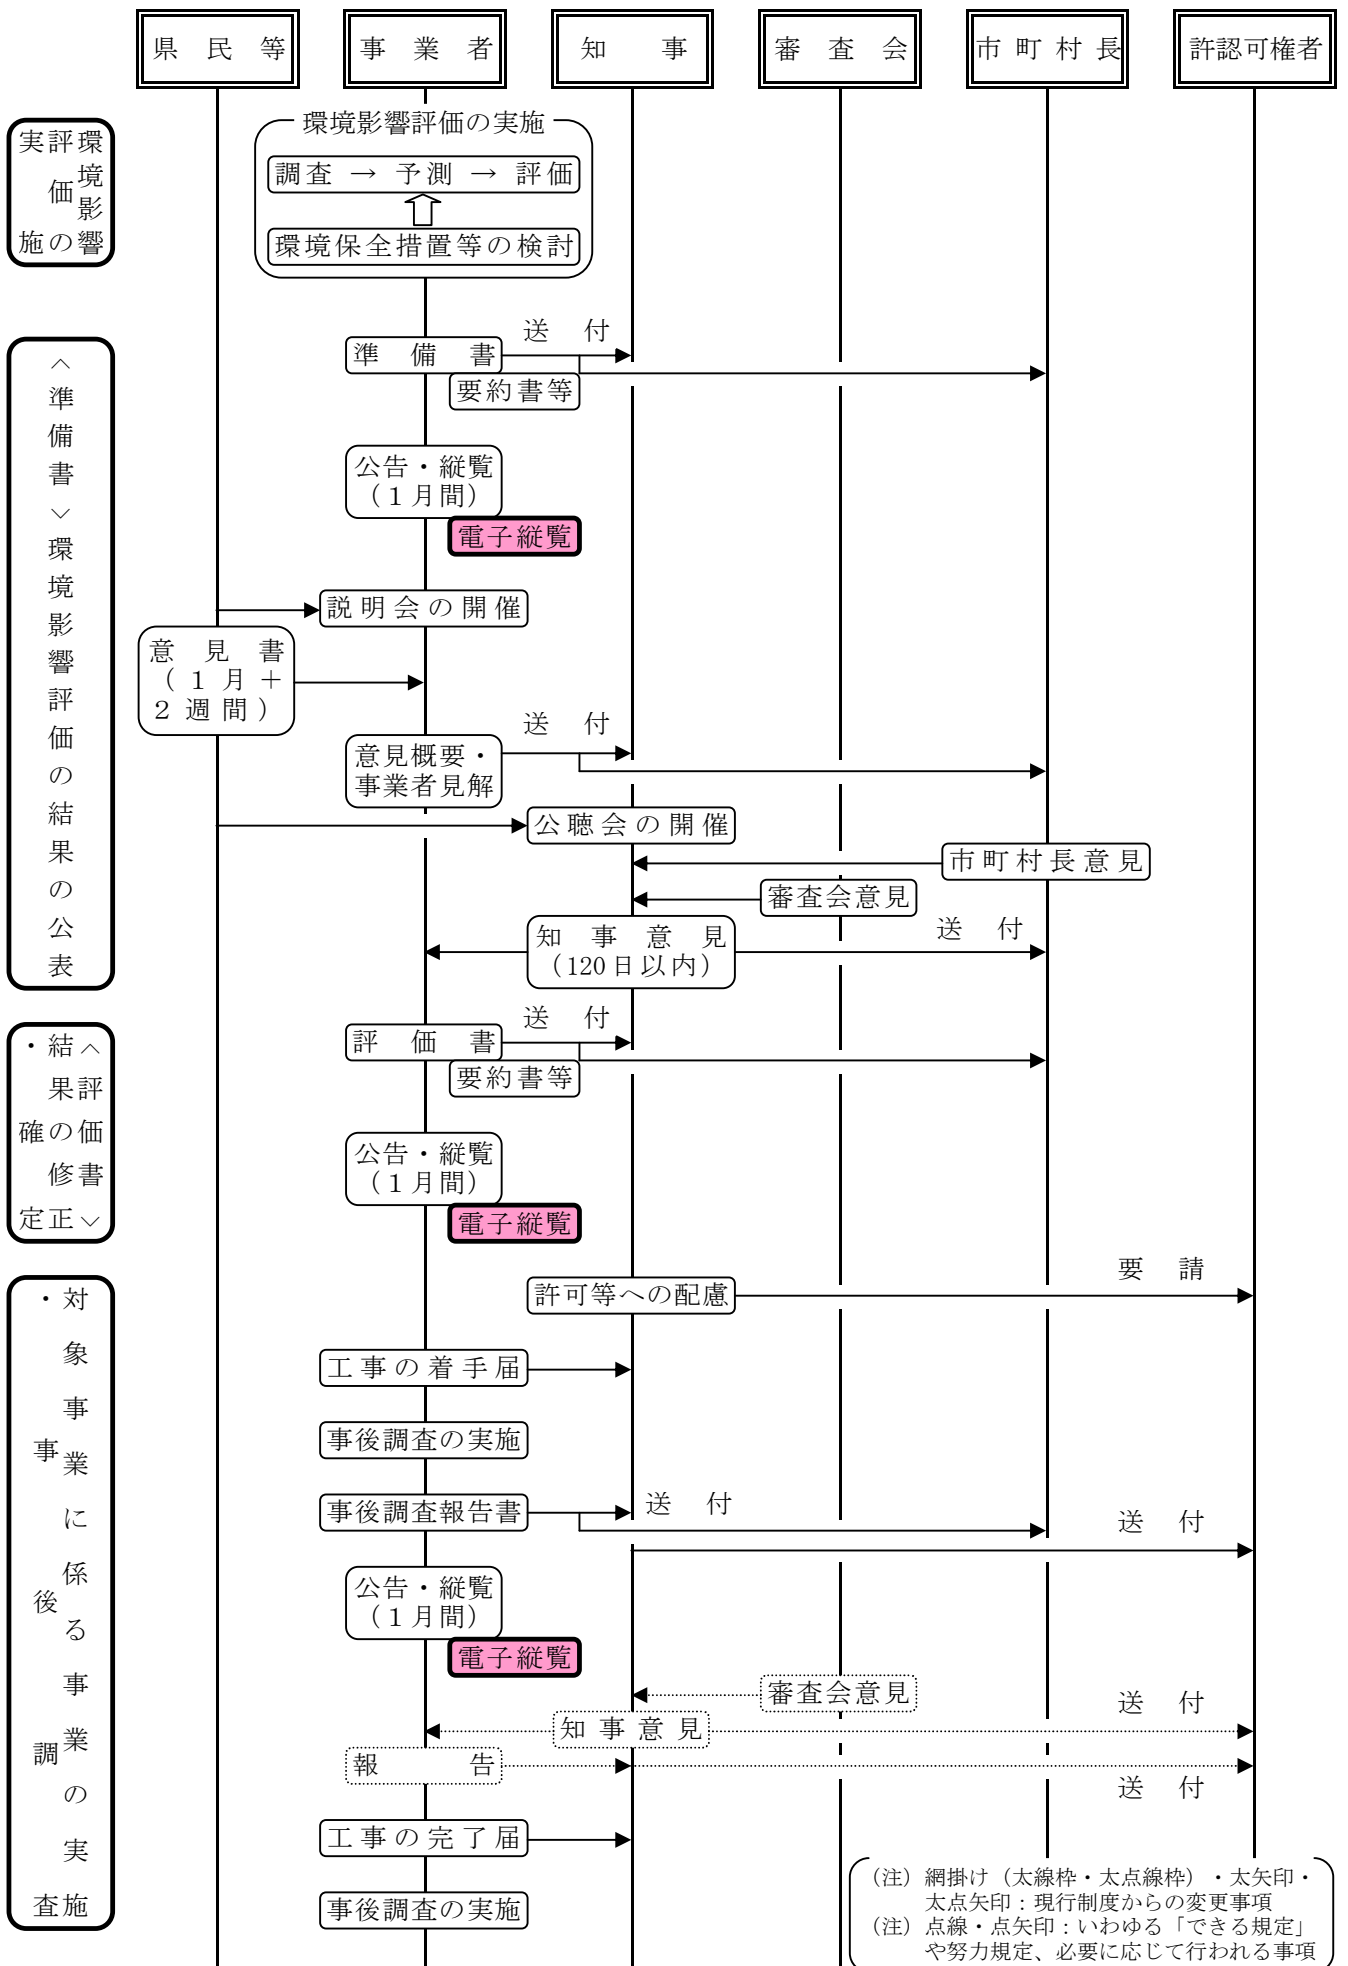 県民等
事業者
知事
審査会
市町村長
許認可権者
環境影響
評価の
実施
環境影響評価の実施
調査 → 予測 → 評価
環境保全措置等の検討
＜準備書＞環境影響評価の結果の公表
送付
準備書
要約書等
公告・縦覧
（１月間）
電子縦覧
説明会の開催
意見書
（１月＋
２週間）
送付
意見概要・
事業者見解
公聴会の開催
市町村長意見
審査会意見
送付
知事意見
（120日以内）
＜評価書＞
結果の修正
・確定
送付
評価書
要約書等
公告・縦覧
（１月間）
電子縦覧
対象事業に係る事業の実施
・事後調査
要請
許可等への配慮
工事の着手届
事後調査の実施
事後調査報告書
送付
送付
公告・縦覧
（１月間）
電子縦覧
審査会意見
送付
知事意見
報告
送付
工事の完了届
事後調査の実施
（注）網掛け（太線枠・太点線枠）・太矢印・
太点矢印：現行制度からの変更事項
（注）点線・点矢印：いわゆる「できる規定」
や努力規定、必要に応じて行われる事項